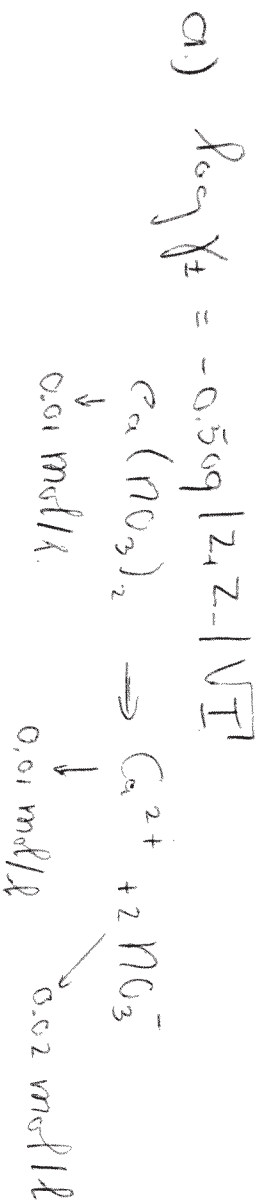 a.) log γ± = -0.509 |Z+ Z-| √I
Ca(NO3)2 → Ca2+ + 2 NO3-
0.01 mol/l. 0.01 mol/l 0.02 mol/l